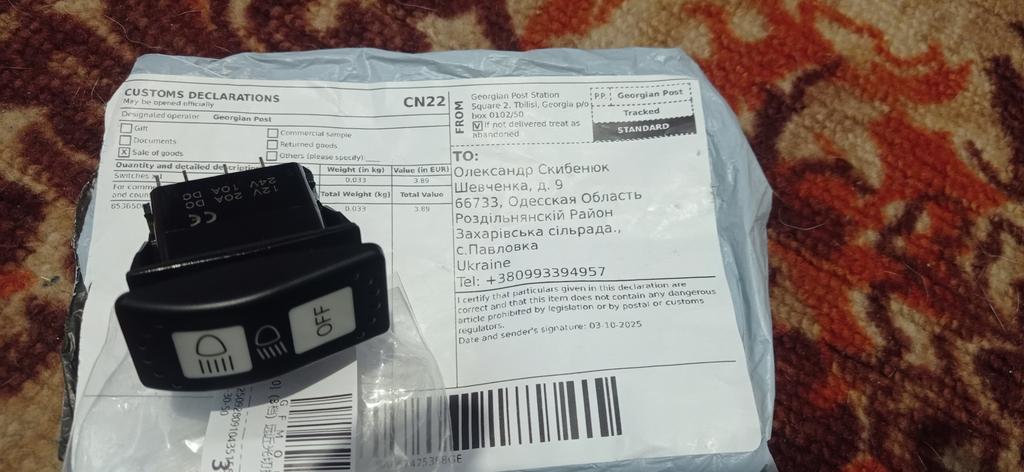 CUSTOMS DECLARATIONS
May be opened officially
CN22
Designated operator Georgian Post
Gift
Documents
Sale of goods
Commercial sample
Returned goods
Others (please specify):
Quantity and detailed
Weight (in kg)
Value (in EUR)
Switches
0.033
3.89
Total Weight (kg)
Total Value
0.033
3.89
FROM
Georgian Post Station
Square 2, Tbilisi, Georgia p/o
box 0102/50
If not delivered treat as
abandoned
P.P.
Georgian Post
Tracked
STANDARD
TO:
Олександр Скибенюк
Шевченка, д. 9
66733, Одесская Область
Роздільнянскій Район
Захарівська сільрада.,
с.Павловка
Ukraine
Tel: +380993394957
I certify that particulars given in this declaration are
correct and that this item does not contain any dangerous
article prohibited by legislation or by postal or customs
regulators.
Date and sender's signature: 03-10-2025
12V 20A DC
24V 10A DC
CE
OFF
G F M O